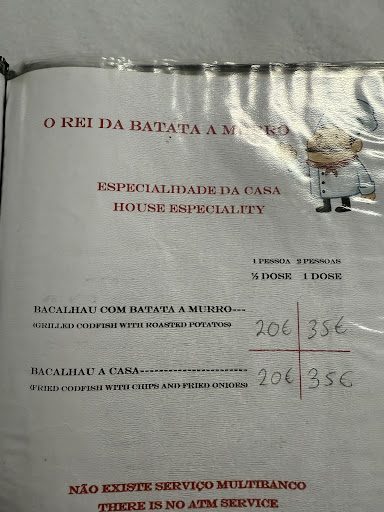 O REI DA BATATA A MURRO
ESPECIALIDADE DA CASA
HOUSE ESPECIALITY
1 PESSOA 2 PESSOAS
½ DOSE 1 DOSE
BACALHAU COM BATATA A MURRO---
(GRILLED CODFISH WITH ROASTED POTATOS)
20€ 35€
BACALHAU A CASA------------------------
(FRIED CODFISH WITH CHIPS AND FRIED ONIOES)
20€ 35€
NÃO EXISTE SERVIÇO MULTIBANCO
THERE IS NO ATM SERVICE